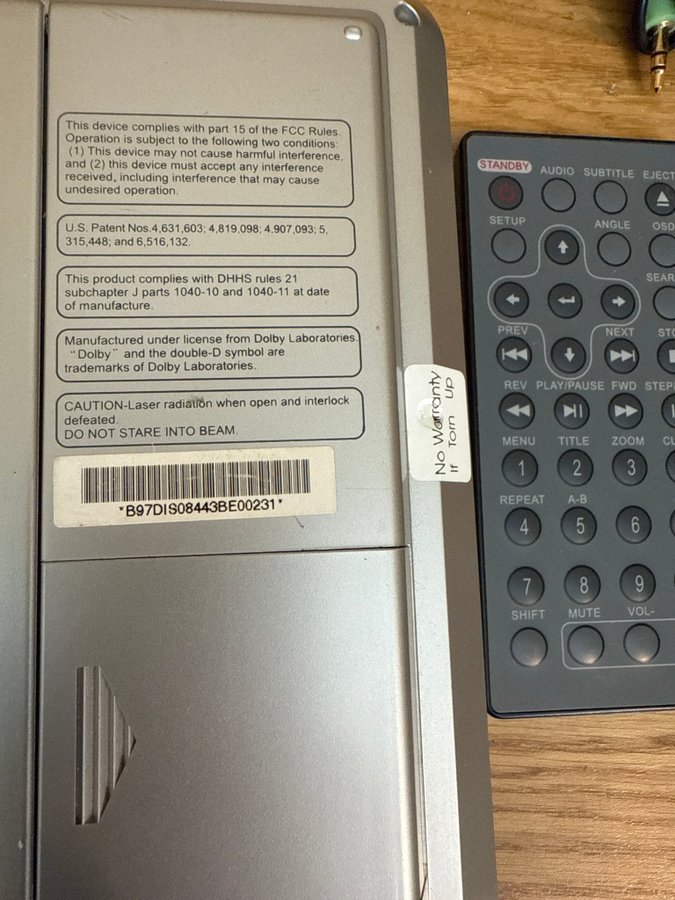 This device complies with part 15 of the FCC Rules.
Operation is subject to the following two conditions:
(1) This device may not cause harmful interference,
and (2) this device must accept any interference
received, including interference that may cause
undesired operation.
U.S. Patent Nos.4,631,603; 4,819,098; 4,907,093; 5,
315,448; and 6,516,132.
This product complies with DHHS rules 21
subchapter J parts 1040-10 and 1040-11 at date
of manufacture.
Manufactured under license from Dolby Laboratories.
"Dolby" and the double-D symbol are
trademarks of Dolby Laboratories.
CAUTION-Laser radiation when open and interlock
defeated.
DO NOT STARE INTO BEAM.
*B97DIS08443BE00231*
No Warranty
If Torn up
STANDBY AUDIO SUBTITLE EJECT
SETUP ANGLE OSD
SEAR
PREV NEXT STO
REV PLAY/PAUSE FWD STEP
MENU TITLE ZOOM
1 2 3
REPEAT A-B
4 5 6
7 8 9
SHIFT MUTE VOL-